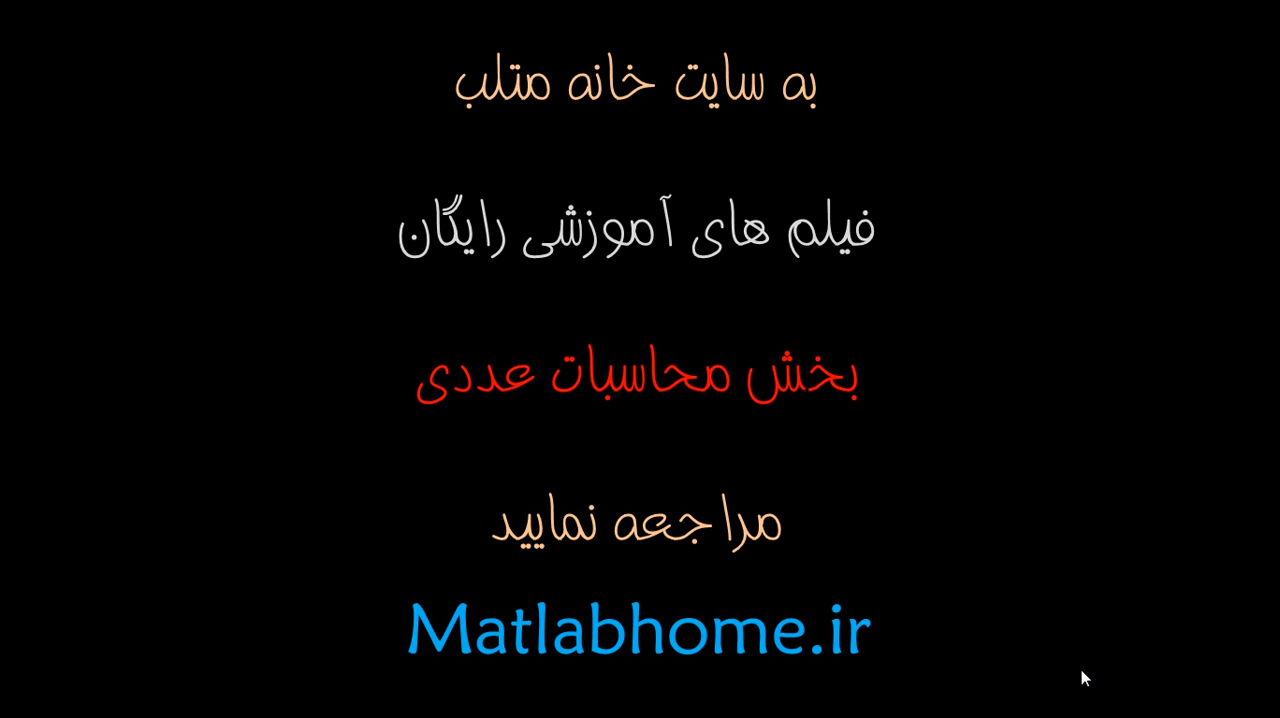 به سایت خانه متلب
فیلم های آموزشی رایگان
بخش محاسبات عددی
مراجعه نمایید
Matlabhome.ir